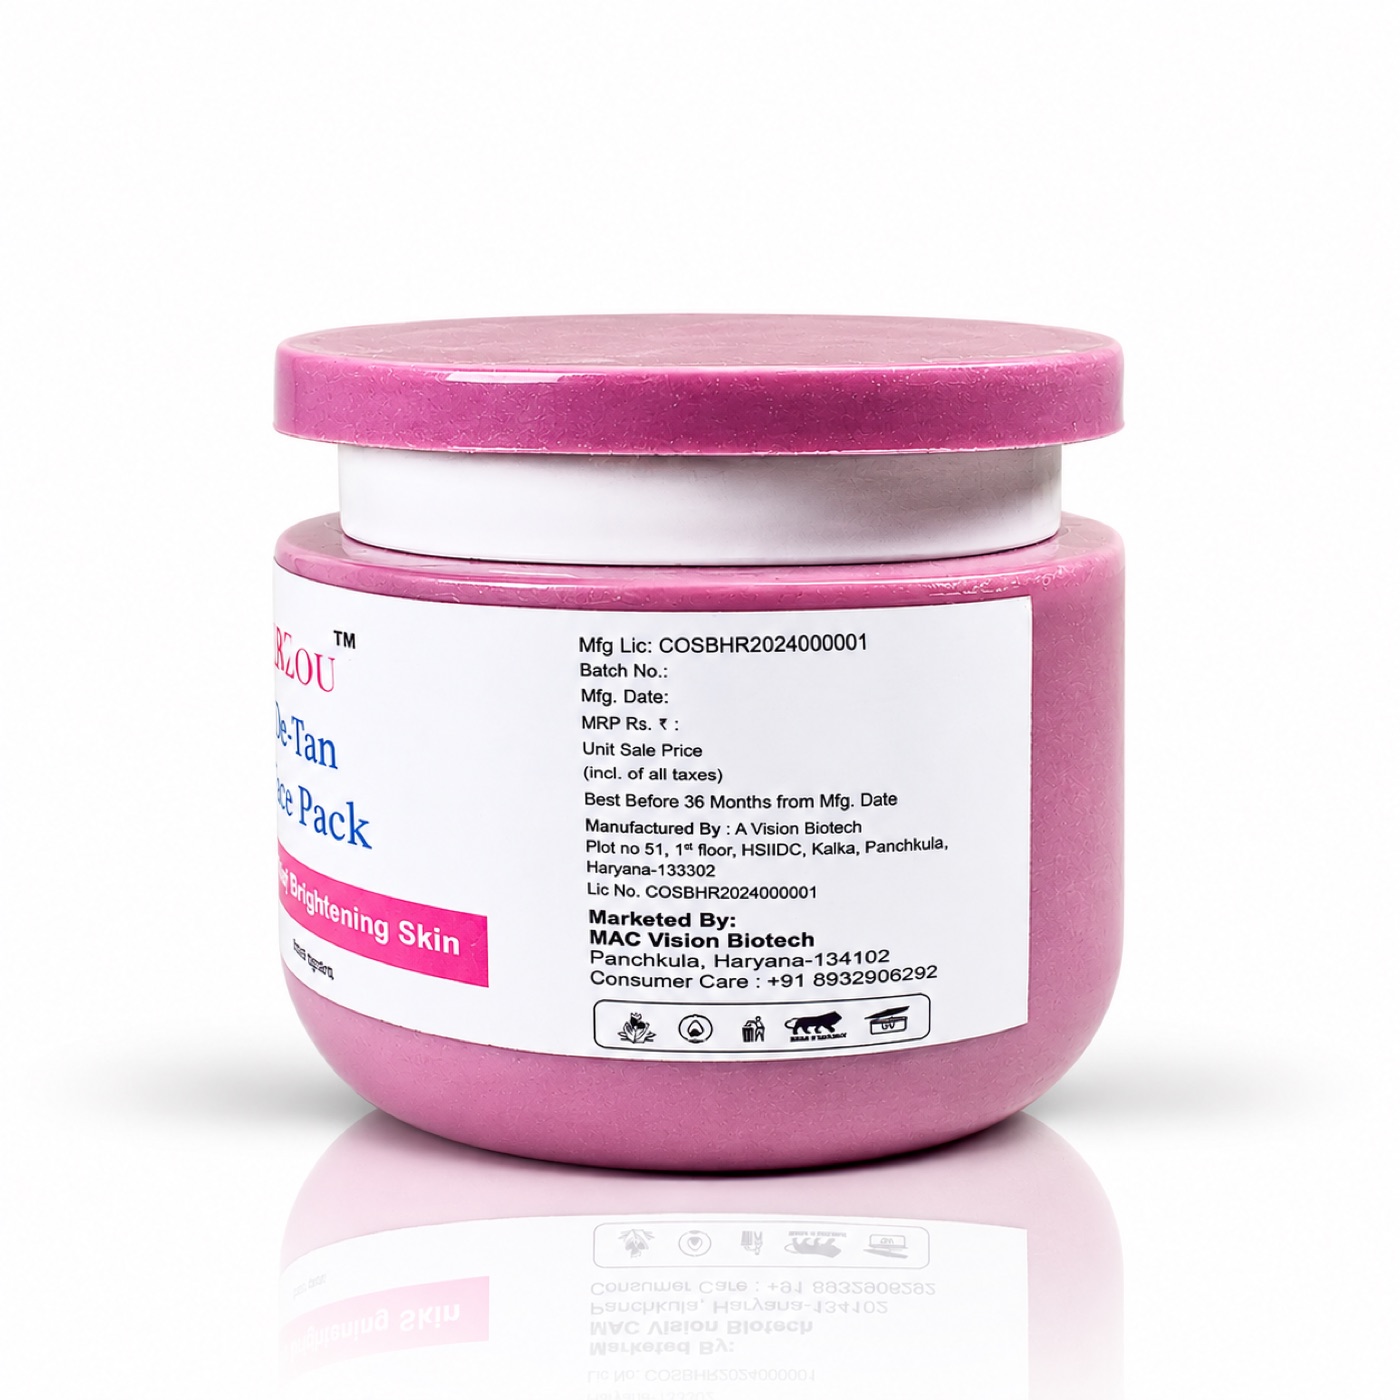 RZOU™
De-Tan
ace Pack
Brightening Skin
Mfg Lic: COSBHR2024000001
Batch No.:
Mfg. Date:
MRP Rs. ₹ :
Unit Sale Price
(incl. of all taxes)
Best Before 36 Months from Mfg. Date
Manufactured By : A Vision Biotech
Plot no 51, 1st floor, HSIIDC, Kalka, Panchkula,
Haryana-133302
Lic No. COSBHR2024000001
Marketed By:
MAC Vision Biotech
Panchkula, Haryana-134102
Consumer Care : +91 8932906292